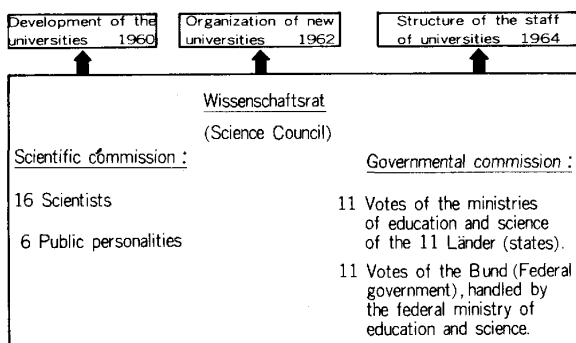 Development of the
universities 1960
Organization of new
universities 1962
Structure of the staff
of universities 1964
Wissenschaftsrat
(Science Council)
Scientific commission :
16 Scientists
6 Public personalities
Governmental commission :
11 Votes of the ministries
of education and science
of the 11 Länder (states).
11 Votes of the Bund (Federal
government), handled by
the federal ministry of
education and science.